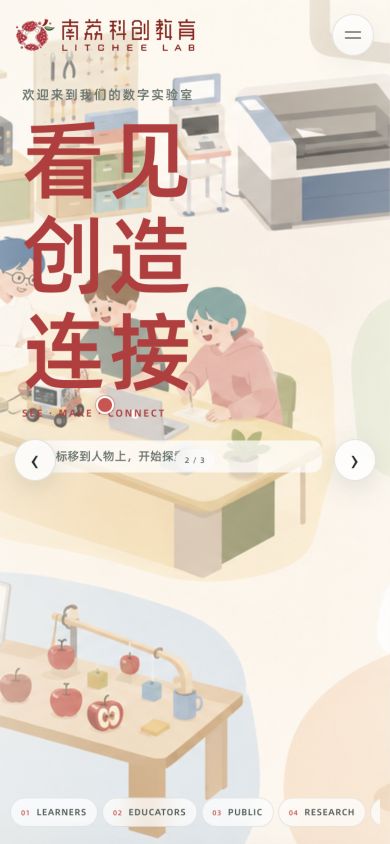 南荔科创教育
LITCHEE LAB
欢迎来到我们的数字实验室
看见
创造
连接
SEE · MAKE · CONNECT
‹
标移到人物上，开始探
2 / 3
›
01 LEARNERS
02 EDUCATORS
03 PUBLIC
04 RESEARCH